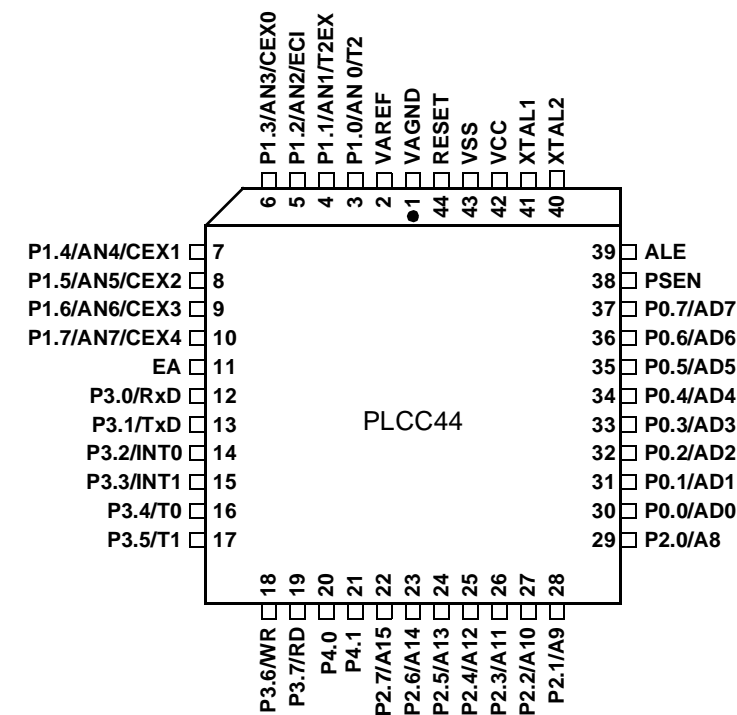 P1.3/AN3/CEX0
P1.2/AN2/ECI
P1.1/AN1/T2EX
P1.0/AN 0/T2
VAREF
VAGND
RESET
VSS
VCC
XTAL1
XTAL2
6
5
4
3
2
1
44
43
42
41
40
P1.4/AN4/CEX1 7
P1.5/AN5/CEX2 8
P1.6/AN6/CEX3 9
P1.7/AN7/CEX4 10
EA 11
P3.0/RxD 12
P3.1/TxD 13
P3.2/INT0 14
P3.3/INT1 15
P3.4/T0 16
P3.5/T1 17
PLCC44
39 ALE
38 PSEN
37 P0.7/AD7
36 P0.6/AD6
35 P0.5/AD5
34 P0.4/AD4
33 P0.3/AD3
32 P0.2/AD2
31 P0.1/AD1
30 P0.0/AD0
29 P2.0/A8
18
19
20
21
22
23
24
25
26
27
28
P3.6/WR
P3.7/RD
P4.0
P4.1
P2.7/A15
P2.6/A14
P2.5/A13
P2.4/A12
P2.3/A11
P2.2/A10
P2.1/A9